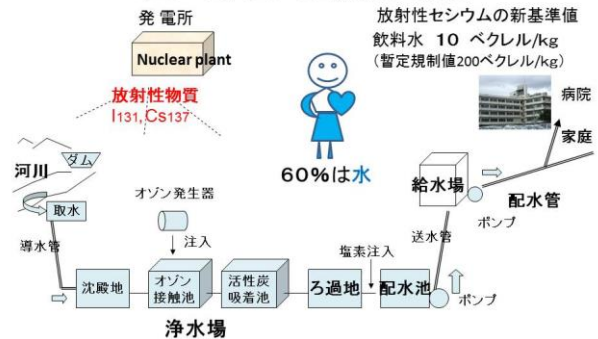 発電所
Nuclear plant
放射性物質
I131,Cs137
放射性セシウムの新基準値
飲料水 10 ベクレル/kg
(暫定規制値200ベクレル/kg)
病院
家庭
60%は水
河川
ダム
取水
導水管
オゾン発生器
注入
給水場
配水管
ポンプ
送水管
塩素注入
沈殿地
オゾン
接触池
活性炭
吸着池
ろ過地
配水池
ポンプ
浄水場